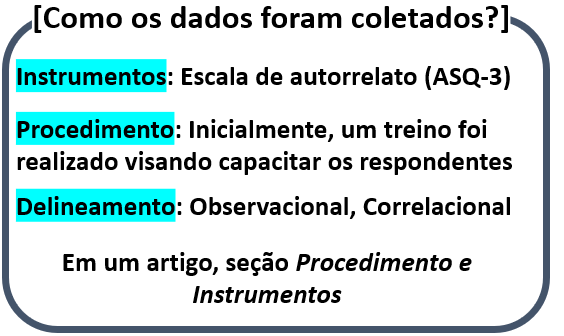 [Como os dados foram coletados?]
Instrumentos: Escala de autorrelato (ASQ-3)
Procedimento: Inicialmente, um treino foi
realizado visando capacitar os respondentes
Delineamento: Observacional, Correlacional
Em um artigo, seção Procedimento e
Instrumentos